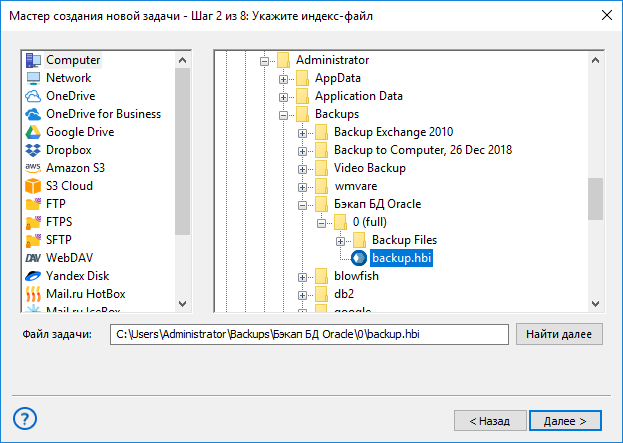 Мастер создания новой задачи - Шаг 2 из 8: Укажите индекс-файл
Computer
Network
OneDrive
OneDrive for Business
Google Drive
Dropbox
aws Amazon S3
S3 Cloud
FTP
FTPS
SFTP
DAV WebDAV
Yandex Disk
Mail.ru HotBox
Mail.ru IceBox
Administrator
AppData
Application Data
Backups
Backup Exchange 2010
Backup to Computer, 26 Dec 2018
Video Backup
wmvare
Бэкап БД Oracle
0 (full)
Backup Files
backup.hbi
blowfish
db2
google
Файл задачи:
C:\Users\Administrator\Backups\Бэкап БД Oracle\0\backup.hbi
Найти далее
?
< Назад
Далее >